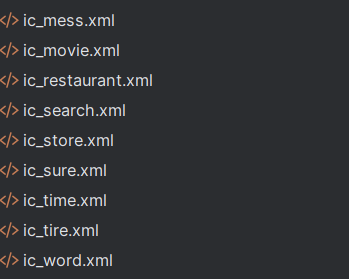 ic_mess.xml
ic_movie.xml
ic_restaurant.xml
ic_search.xml
ic_store.xml
ic_sure.xml
ic_time.xml
ic_tire.xml
ic_word.xml